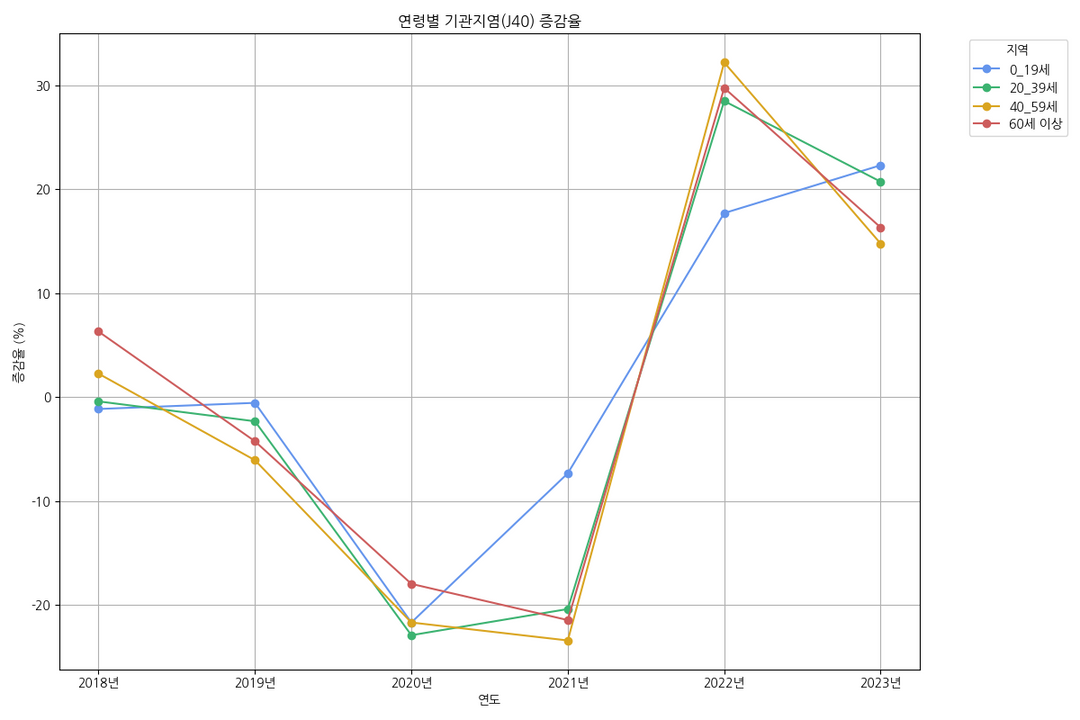 연령별 기관지염(J40) 증감율
지역
0_19세
20_39세
40_59세
60세 이상
증감율 (%)
30
20
10
0
-10
-20
2018년
2019년
2020년
2021년
2022년
2023년
연도